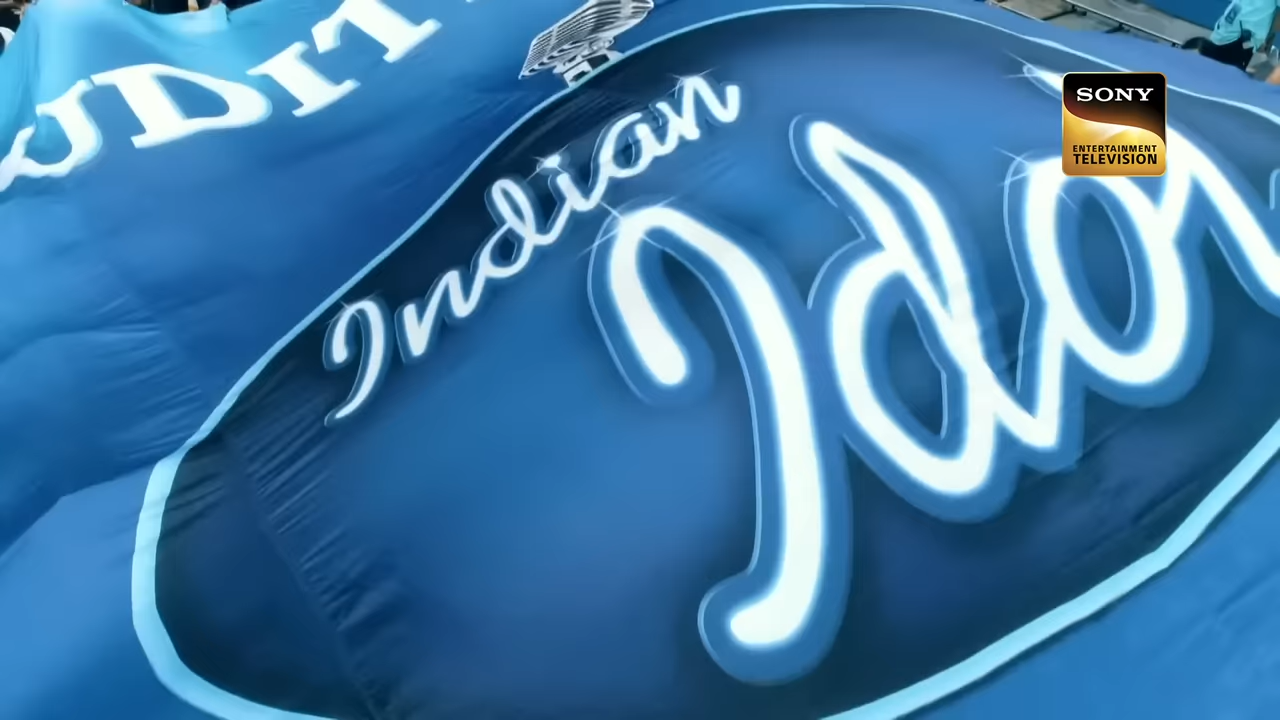 UDIT
Indian
Idol
SONY
ENTERTAINMENT
TELEVISION